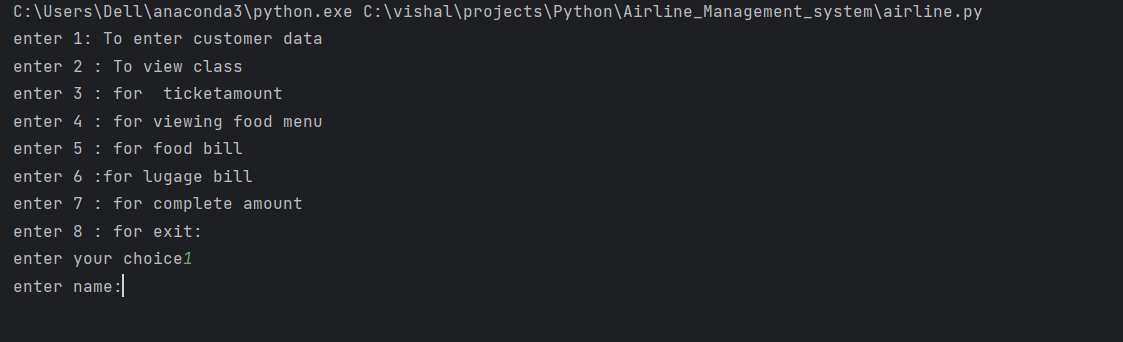 C:\Users\Dell\anaconda3\python.exe C:\vishal\projects\Python\Airline_Management_system\airline.py
enter 1: To enter customer data
enter 2 : To view class
enter 3 : for  ticketamount
enter 4 : for viewing food menu
enter 5 : for food bill
enter 6 :for lugage bill
enter 7 : for complete amount
enter 8 : for exit:
enter your choice1
enter name: